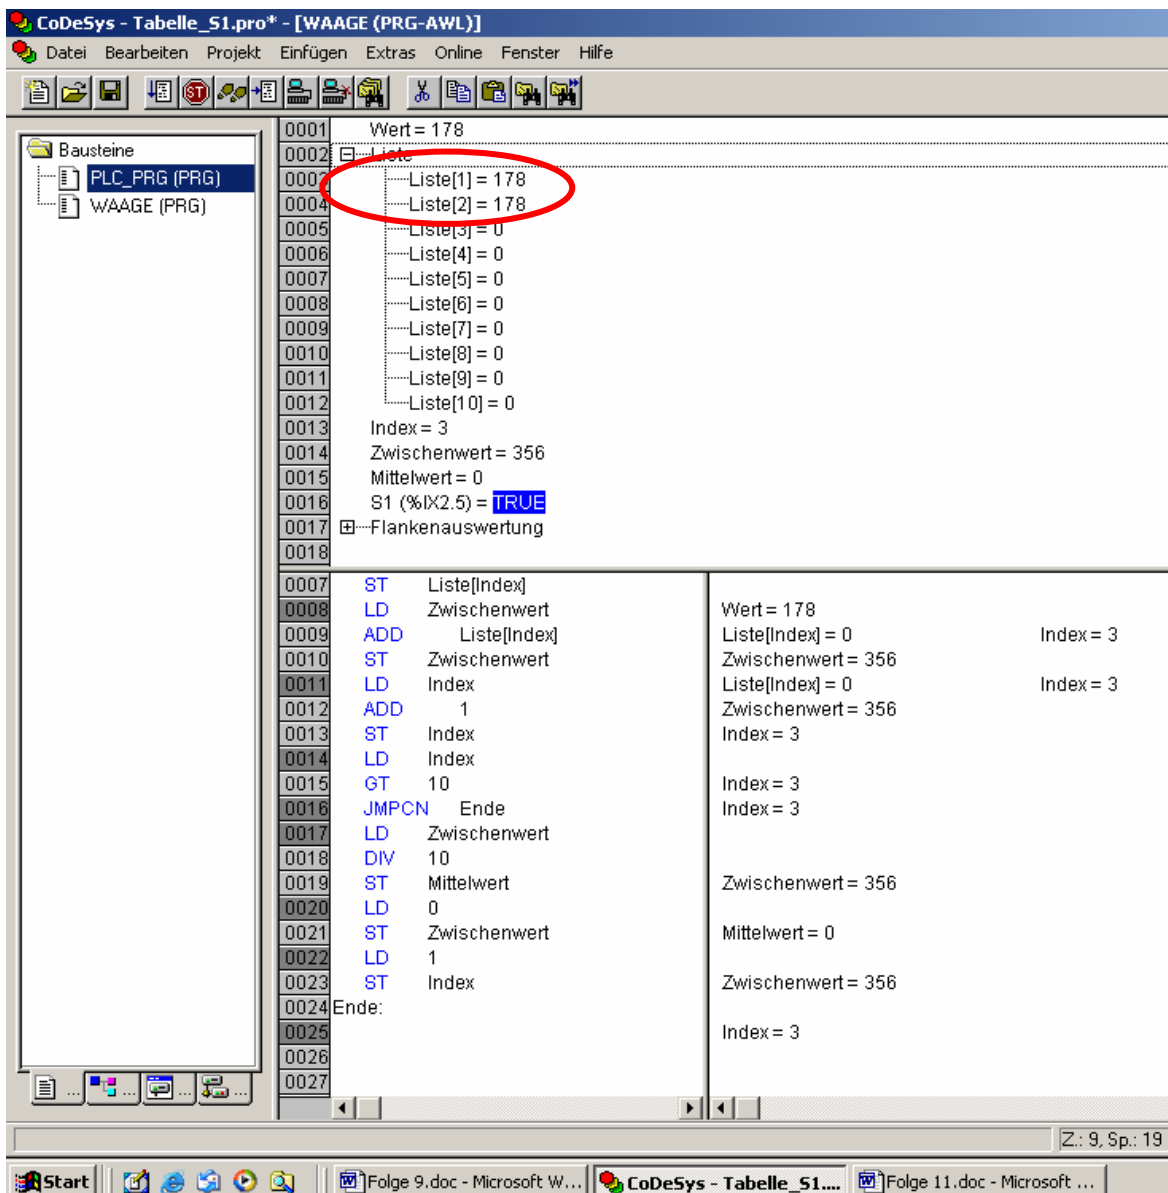 CoDeSys - Tabelle_S1.pro* - [WAAGE (PRG-AWL)]
Datei Bearbeiten Projekt Einfügen Extras Online Fenster Hilfe
Bausteine
PLC_PRG (PRG)
WAAGE (PRG)
0001 Wert = 178
0002 Liste
0003 Liste[1] = 178
0004 Liste[2] = 178
0005 Liste[3] = 0
0006 Liste[4] = 0
0007 Liste[5] = 0
0008 Liste[6] = 0
0009 Liste[7] = 0
0010 Liste[8] = 0
0011 Liste[9] = 0
0012 Liste[10] = 0
0013 Index = 3
0014 Zwischenwert = 356
0015 Mittelwert = 0
0016 S1 (%IX2.5) = TRUE
0017 Flankenauswertung
0018
0007 ST Liste[Index]
0008 LD Zwischenwert Wert = 178
0009 ADD Liste[Index] Liste[Index] = 0 Index = 3
0010 ST Zwischenwert Zwischenwert = 356
0011 LD Index Liste[Index] = 0 Index = 3
0012 ADD 1 Zwischenwert = 356
0013 ST Index Index = 3
0014 LD Index
0015 GT 10 Index = 3
0016 JMPCN Ende Index = 3
0017 LD Zwischenwert
0018 DIV 10
0019 ST Mittelwert Zwischenwert = 356
0020 LD 0
0021 ST Zwischenwert Mittelwert = 0
0022 LD 1
0023 ST Index Zwischenwert = 356
0024 Ende:
0025 Index = 3
0026
0027
... ... ... ...
Z.: 9, Sp.: 19
Start Folge 9.doc - Microsoft W... CoDeSys - Tabelle_S1.... Folge 11.doc - Microsoft ...